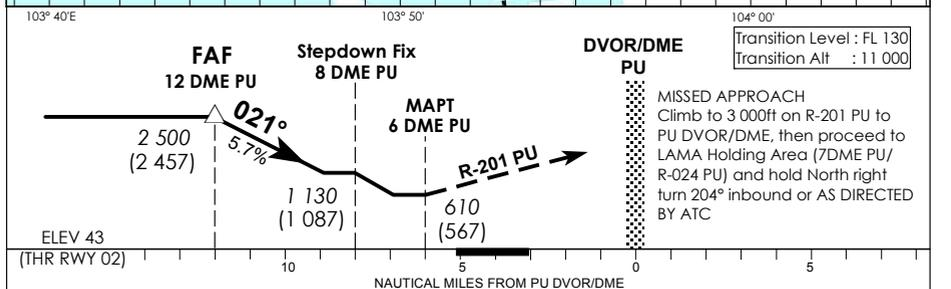 103° 40'E
103° 50'
104° 00'
Transition Level : FL 130
Transition Alt : 11 000
FAF
12 DME PU
Stepdown Fix
8 DME PU
MAPT
6 DME PU
DVOR/DME
PU
021°
5.7%
2 500
(2 457)
1 130
(1 087)
610
(567)
R-201 PU
MISSED APPROACH
Climb to 3 000ft on R-201 PU to
PU DVOR/DME, then proceed to
LAMA Holding Area (7DME PU/
R-024 PU) and hold North right
turn 204° inbound or AS DIRECTED
BY ATC
ELEV 43
(THR RWY 02)
10
5
0
5
NAUTICAL MILES FROM PU DVOR/DME